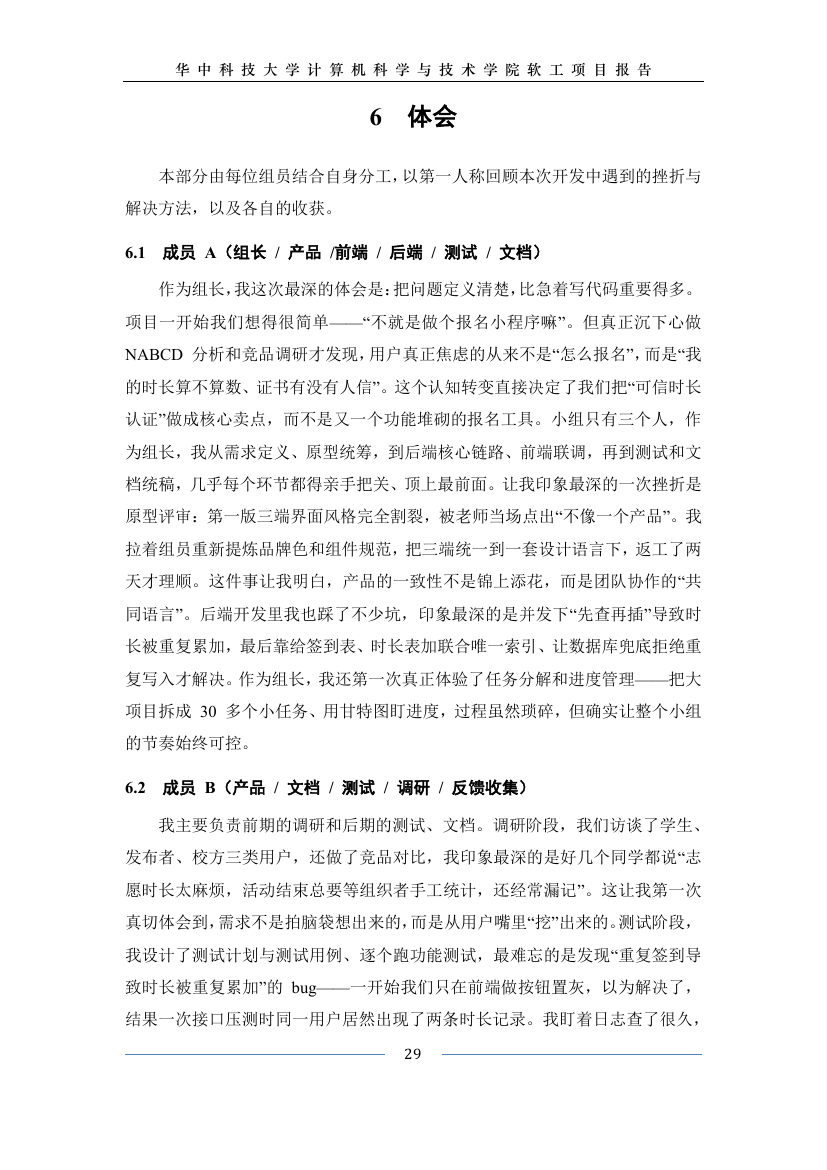 华中科技大学计算机科学与技术学院软工项目报告
6 体会
本部分由每位组员结合自身分工，以第一人称回顾本次开发中遇到的挫折与
解决方法，以及各自的收获。
6.1 成员 A（组长 / 产品 /前端 / 后端 / 测试 / 文档）
作为组长，我这次最深的体会是：把问题定义清楚，比急着写代码重要得多。
项目一开始我们想得很简单——“不就是做个报名小程序嘛”。但真正沉下心做
NABCD 分析和竞品调研才发现，用户真正焦虑的从来不是“怎么报名”，而是“我
的时长算不算数、证书有没有人信”。这个认知转变直接决定了我们把“可信时长
认证”做成核心卖点，而不是又一个功能堆砌的报名工具。小组只有三个人，作
为组长，我从需求定义、原型统筹，到后端核心链路、前端联调，再到测试和文
档统稿，几乎每个环节都得亲手把关、顶上最前面。让我印象最深的一次挫折是
原型评审：第一版三端界面风格完全割裂，被老师当场点出“不像一个产品”。我
拉着组员重新提炼品牌色和组件规范，把三端统一到一套设计语言下，返工了两
天才理顺。这件事让我明白，产品的一致性不是锦上添花，而是团队协作的“共
同语言”。后端开发里我也踩了不少坑，印象最深的是并发下“先查再插”导致时
长被重复累加，最后靠给签到表、时长表加联合唯一索引、让数据库兜底拒绝重
复写入才解决。作为组长，我还第一次真正体验了任务分解和进度管理——把大
项目拆成 30 多个小任务、用甘特图盯进度，过程虽然琐碎，但确实让整个小组
的节奏始终可控。
6.2 成员 B（产品 / 文档 / 测试 / 调研 / 反馈收集）
我主要负责前期的调研和后期的测试、文档。调研阶段，我们访谈了学生、
发布者、校方三类用户，还做了竞品对比，我印象最深的是好几个同学都说“志
愿时长太麻烦，活动结束总要等组织者手工统计，还经常漏记”。这让我第一次
真切体会到，需求不是拍脑袋想出来的，而是从用户嘴里“挖”出来的。测试阶段，
我设计了测试计划与测试用例、逐个跑功能测试，最难忘的是发现“重复签到导
致时长被重复累加”的 bug——一开始我们只在前端做按钮置灰，以为解决了，
结果一次接口压测时同一用户居然出现了两条时长记录。我盯着日志查了很久，
29